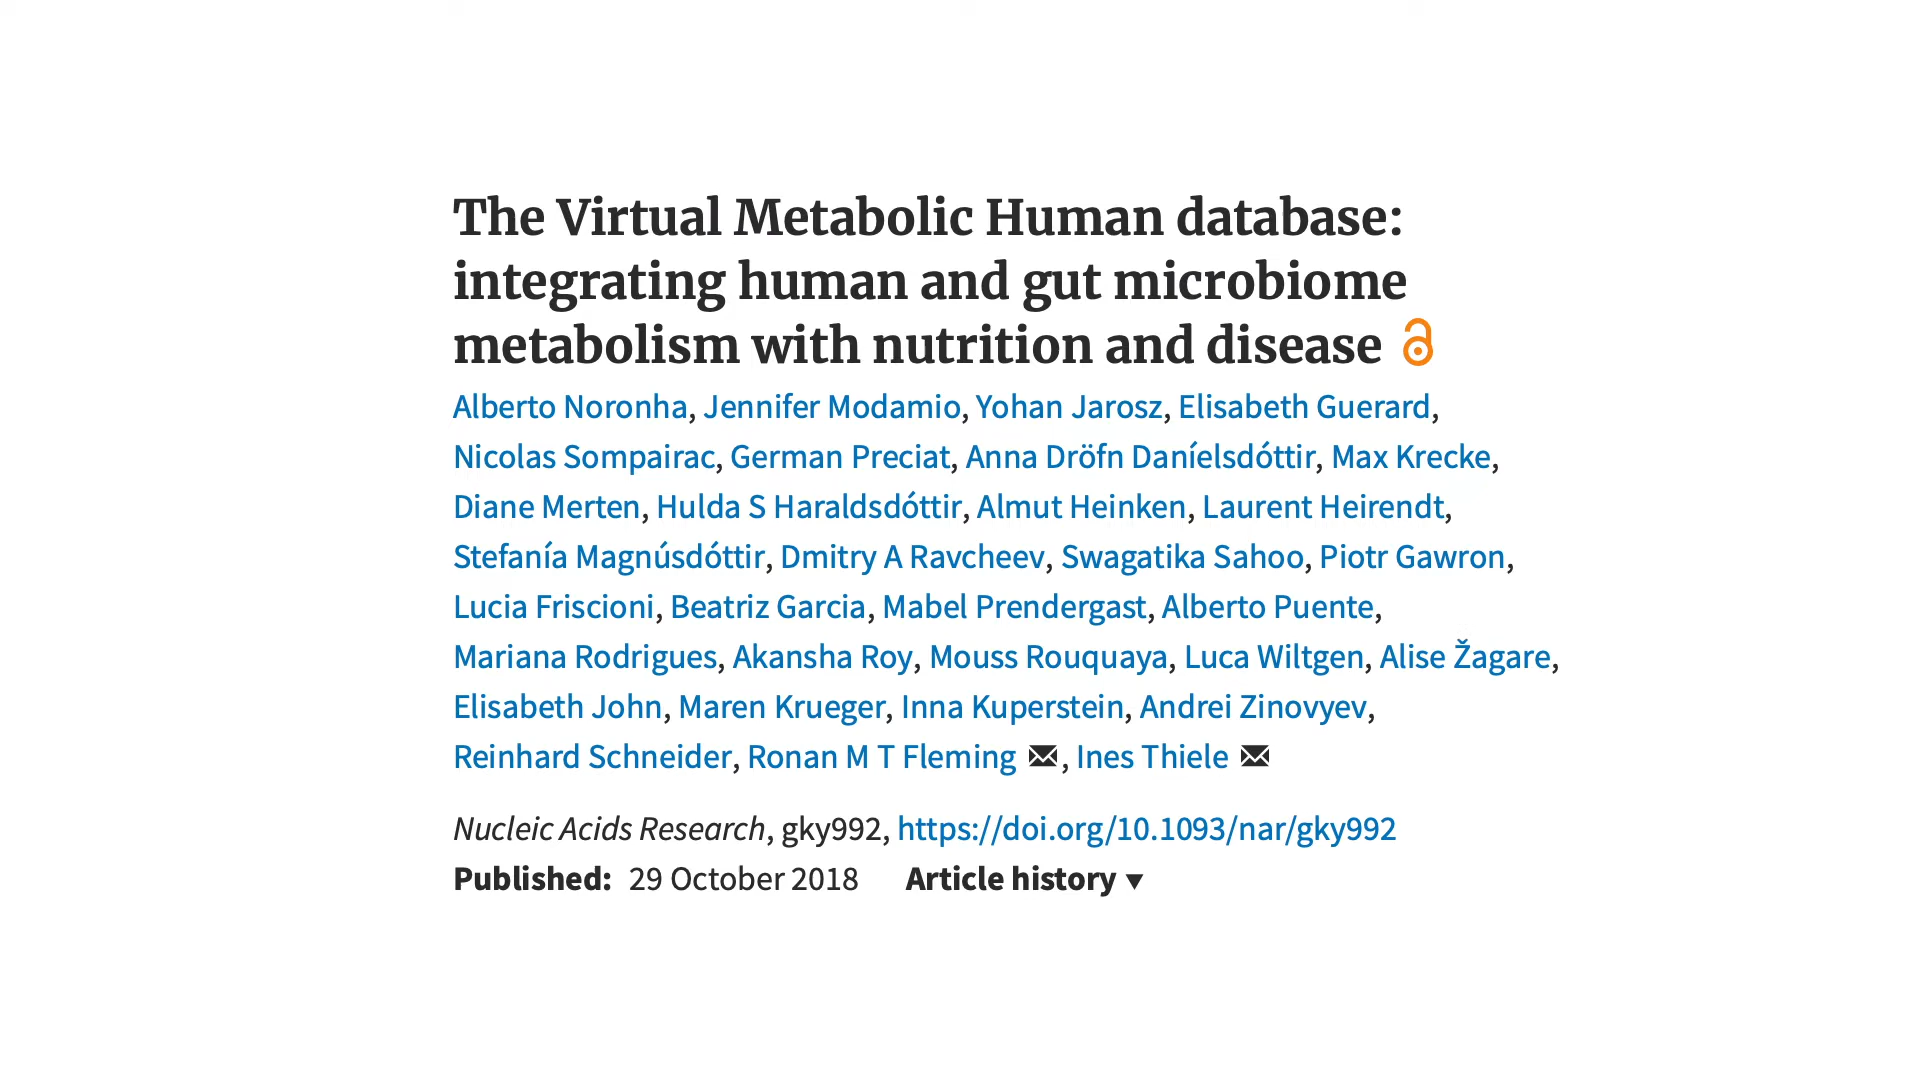 The Virtual Metabolic Human database:
integrating human and gut microbiome
metabolism with nutrition and disease
Alberto Noronha, Jennifer Modamio, Yohan Jarosz, Elisabeth Guerard,
Nicolas Sompairac, German Preciat, Anna Dröfn Daníelsdóttir, Max Krecke,
Diane Merten, Hulda S Haraldsdóttir, Almut Heinken, Laurent Heirendt,
Stefanía Magnúsdóttir, Dmitry A Ravcheev, Swagatika Sahoo, Piotr Gawron,
Lucia Friscioni, Beatriz Garcia, Mabel Prendergast, Alberto Puente,
Mariana Rodrigues, Akansha Roy, Mouss Rouquaya, Luca Wiltgen, Alise Žagare,
Elisabeth John, Maren Krueger, Inna Kuperstein, Andrei Zinovyev,
Reinhard Schneider, Ronan M T Fleming, Ines Thiele
Nucleic Acids Research, gky992, https://doi.org/10.1093/nar/gky992
Published: 29 October 2018 Article history ▼